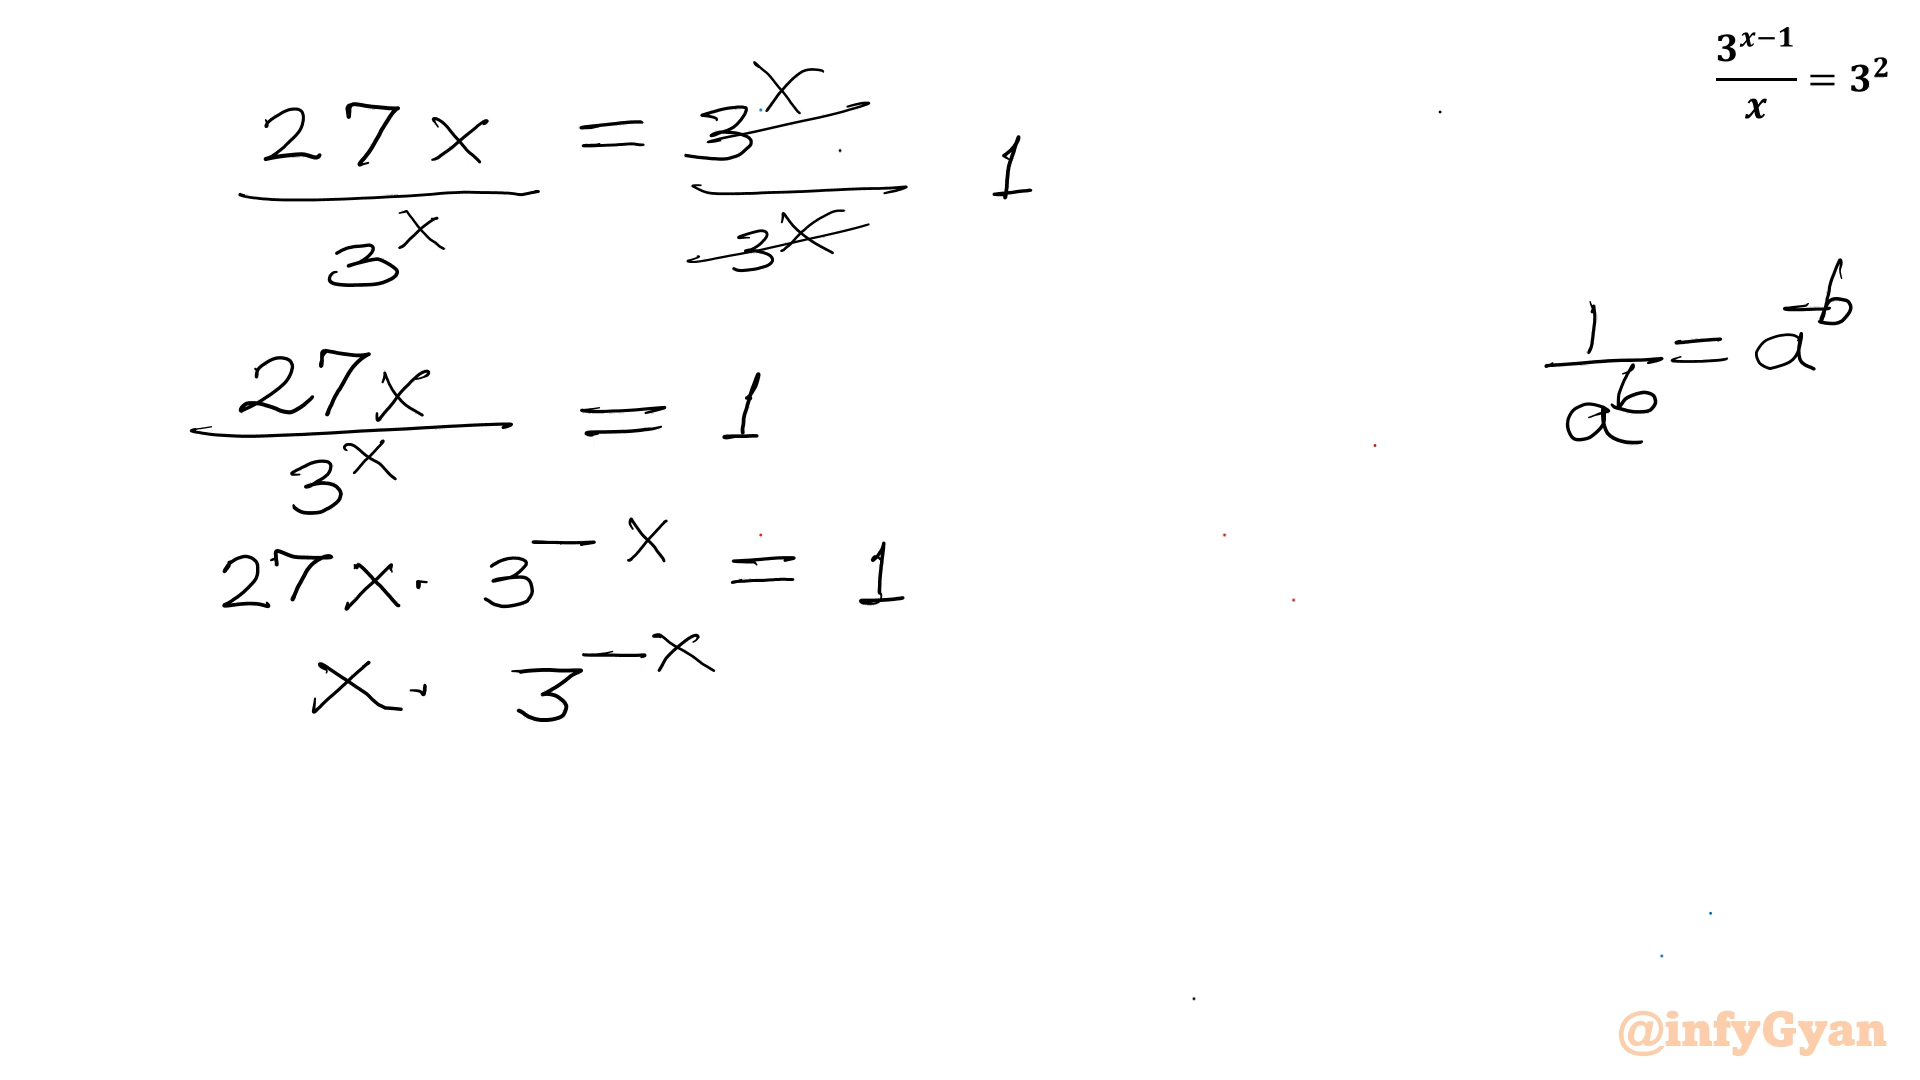 3^{x-1}/x = 3^2
27x/3^x = 3^x/3^x 1
1/a^b = a^{-b}
27x/3^x = 1
27x · 3^{-x} = 1
x · 3^{-x}
@infyGyan